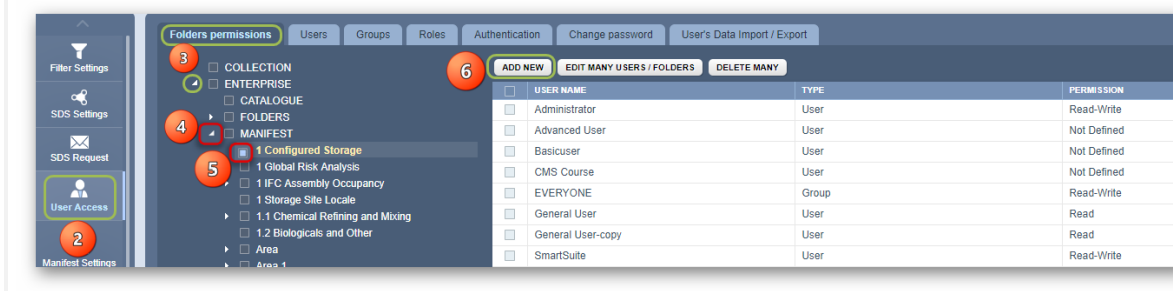 Folders permissions Users Groups Roles Authentication Change password User's Data Import / Export
Filter Settings
SDS Settings
SDS Request
User Access
2
Manifest Settings
3
COLLECTION
ENTERPRISE
CATALOGUE
FOLDERS
4
MANIFEST
1 Configured Storage
5
1 Global Risk Analysis
1 IFC Assembly Occupancy
1 Storage Site Locale
1.1 Chemical Refining and Mixing
1.2 Biologicals and Other
Area
Area 1
6
ADD NEW EDIT MANY USERS / FOLDERS DELETE MANY
USER NAME TYPE PERMISSION
Administrator User Read-Write
Advanced User User Not Defined
Basicuser User Not Defined
CMS Course User Not Defined
EVERYONE Group Read-Write
General User User Read
General User-copy User Read
SmartSuite User Read-Write